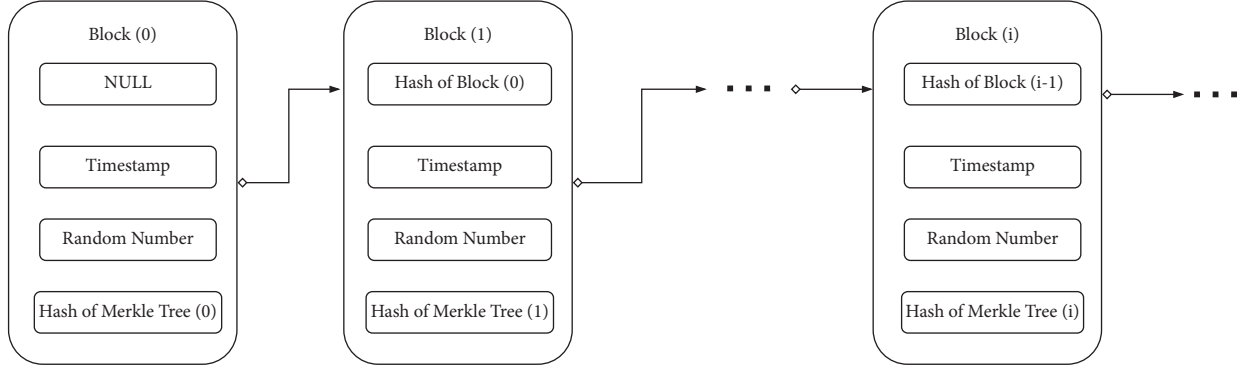 Block (0)
NULL
Timestamp
Random Number
Hash of Merkle Tree (0)
Block (1)
Hash of Block (0)
Timestamp
Random Number
Hash of Merkle Tree (1)
Block (i)
Hash of Block (i-1)
Timestamp
Random Number
Hash of Merkle Tree (i)